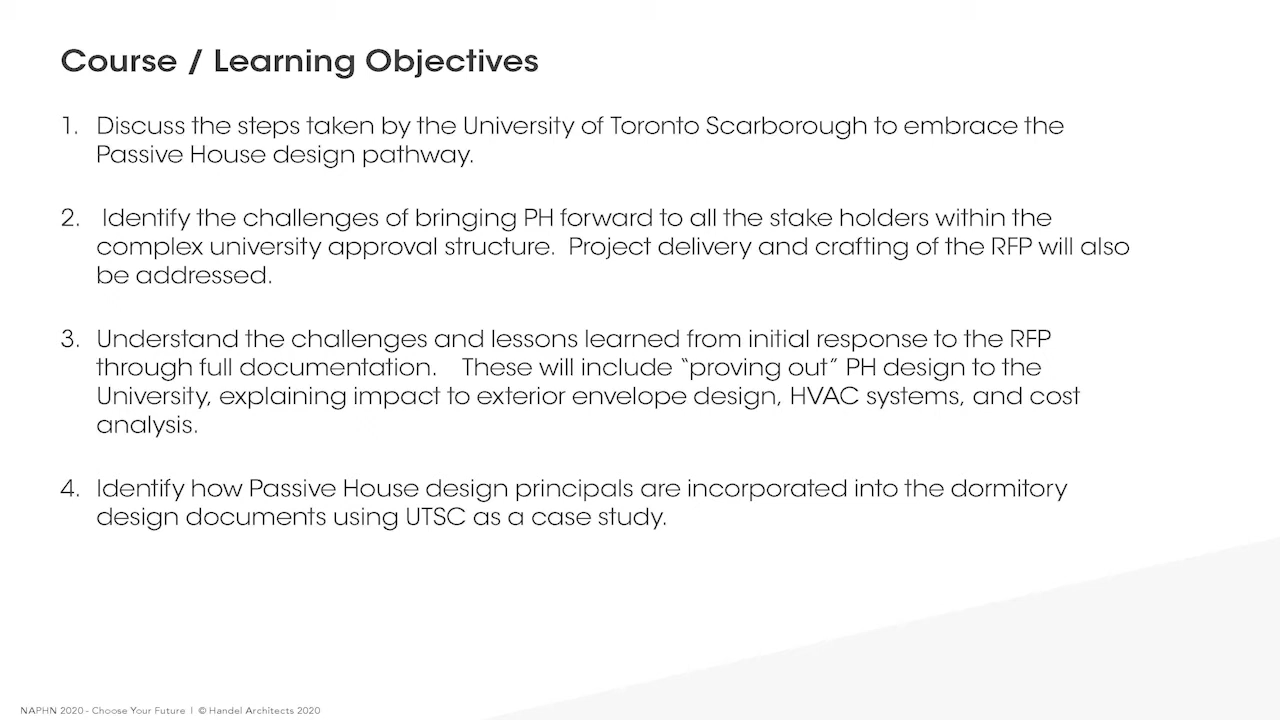 Course / Learning Objectives
1. Discuss the steps taken by the University of Toronto Scarborough to embrace the
Passive House design pathway.
2. Identify the challenges of bringing PH forward to all the stake holders within the
complex university approval structure. Project delivery and crafting of the RFP will also
be addressed.
3. Understand the challenges and lessons learned from initial response to the RFP
through full documentation. These will include “proving out” PH design to the
University, explaining impact to exterior envelope design, HVAC systems, and cost
analysis.
4. Identify how Passive House design principals are incorporated into the dormitory
design documents using UTSC as a case study.
NAPHN 2020 - Choose Your Future | © Handel Architects 2020